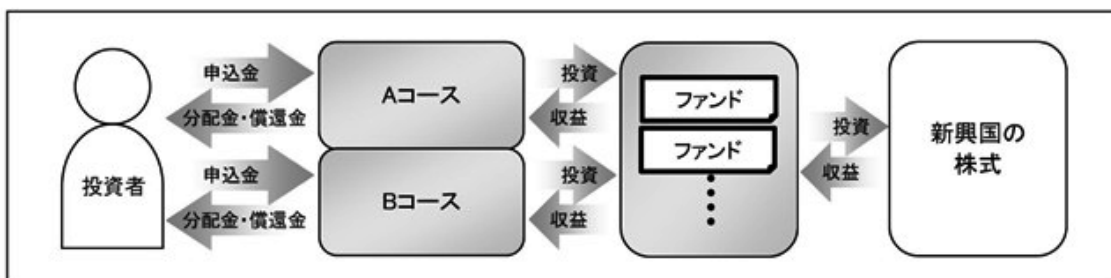 投資者
申込金
分配金・償還金
申込金
分配金・償還金
Aコース
Bコース
投資
収益
投資
収益
ファンド
ファンド
投資
収益
新興国の
株式